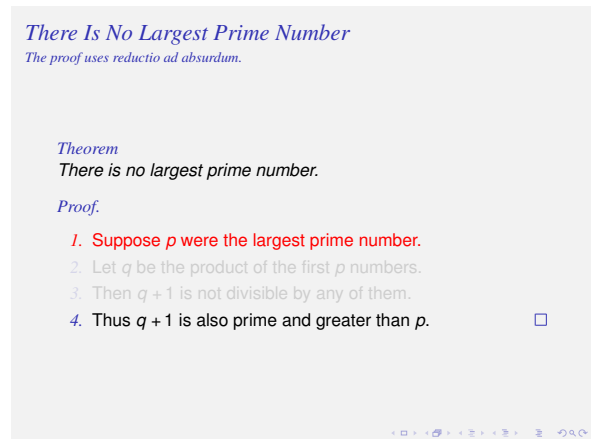 There Is No Largest Prime Number
The proof uses reductio ad absurdum.
Theorem
There is no largest prime number.
Proof.
1. Suppose p were the largest prime number.
2. Let q be the product of the first p numbers.
3. Then q + 1 is not divisible by any of them.
4. Thus q + 1 is also prime and greater than p. □